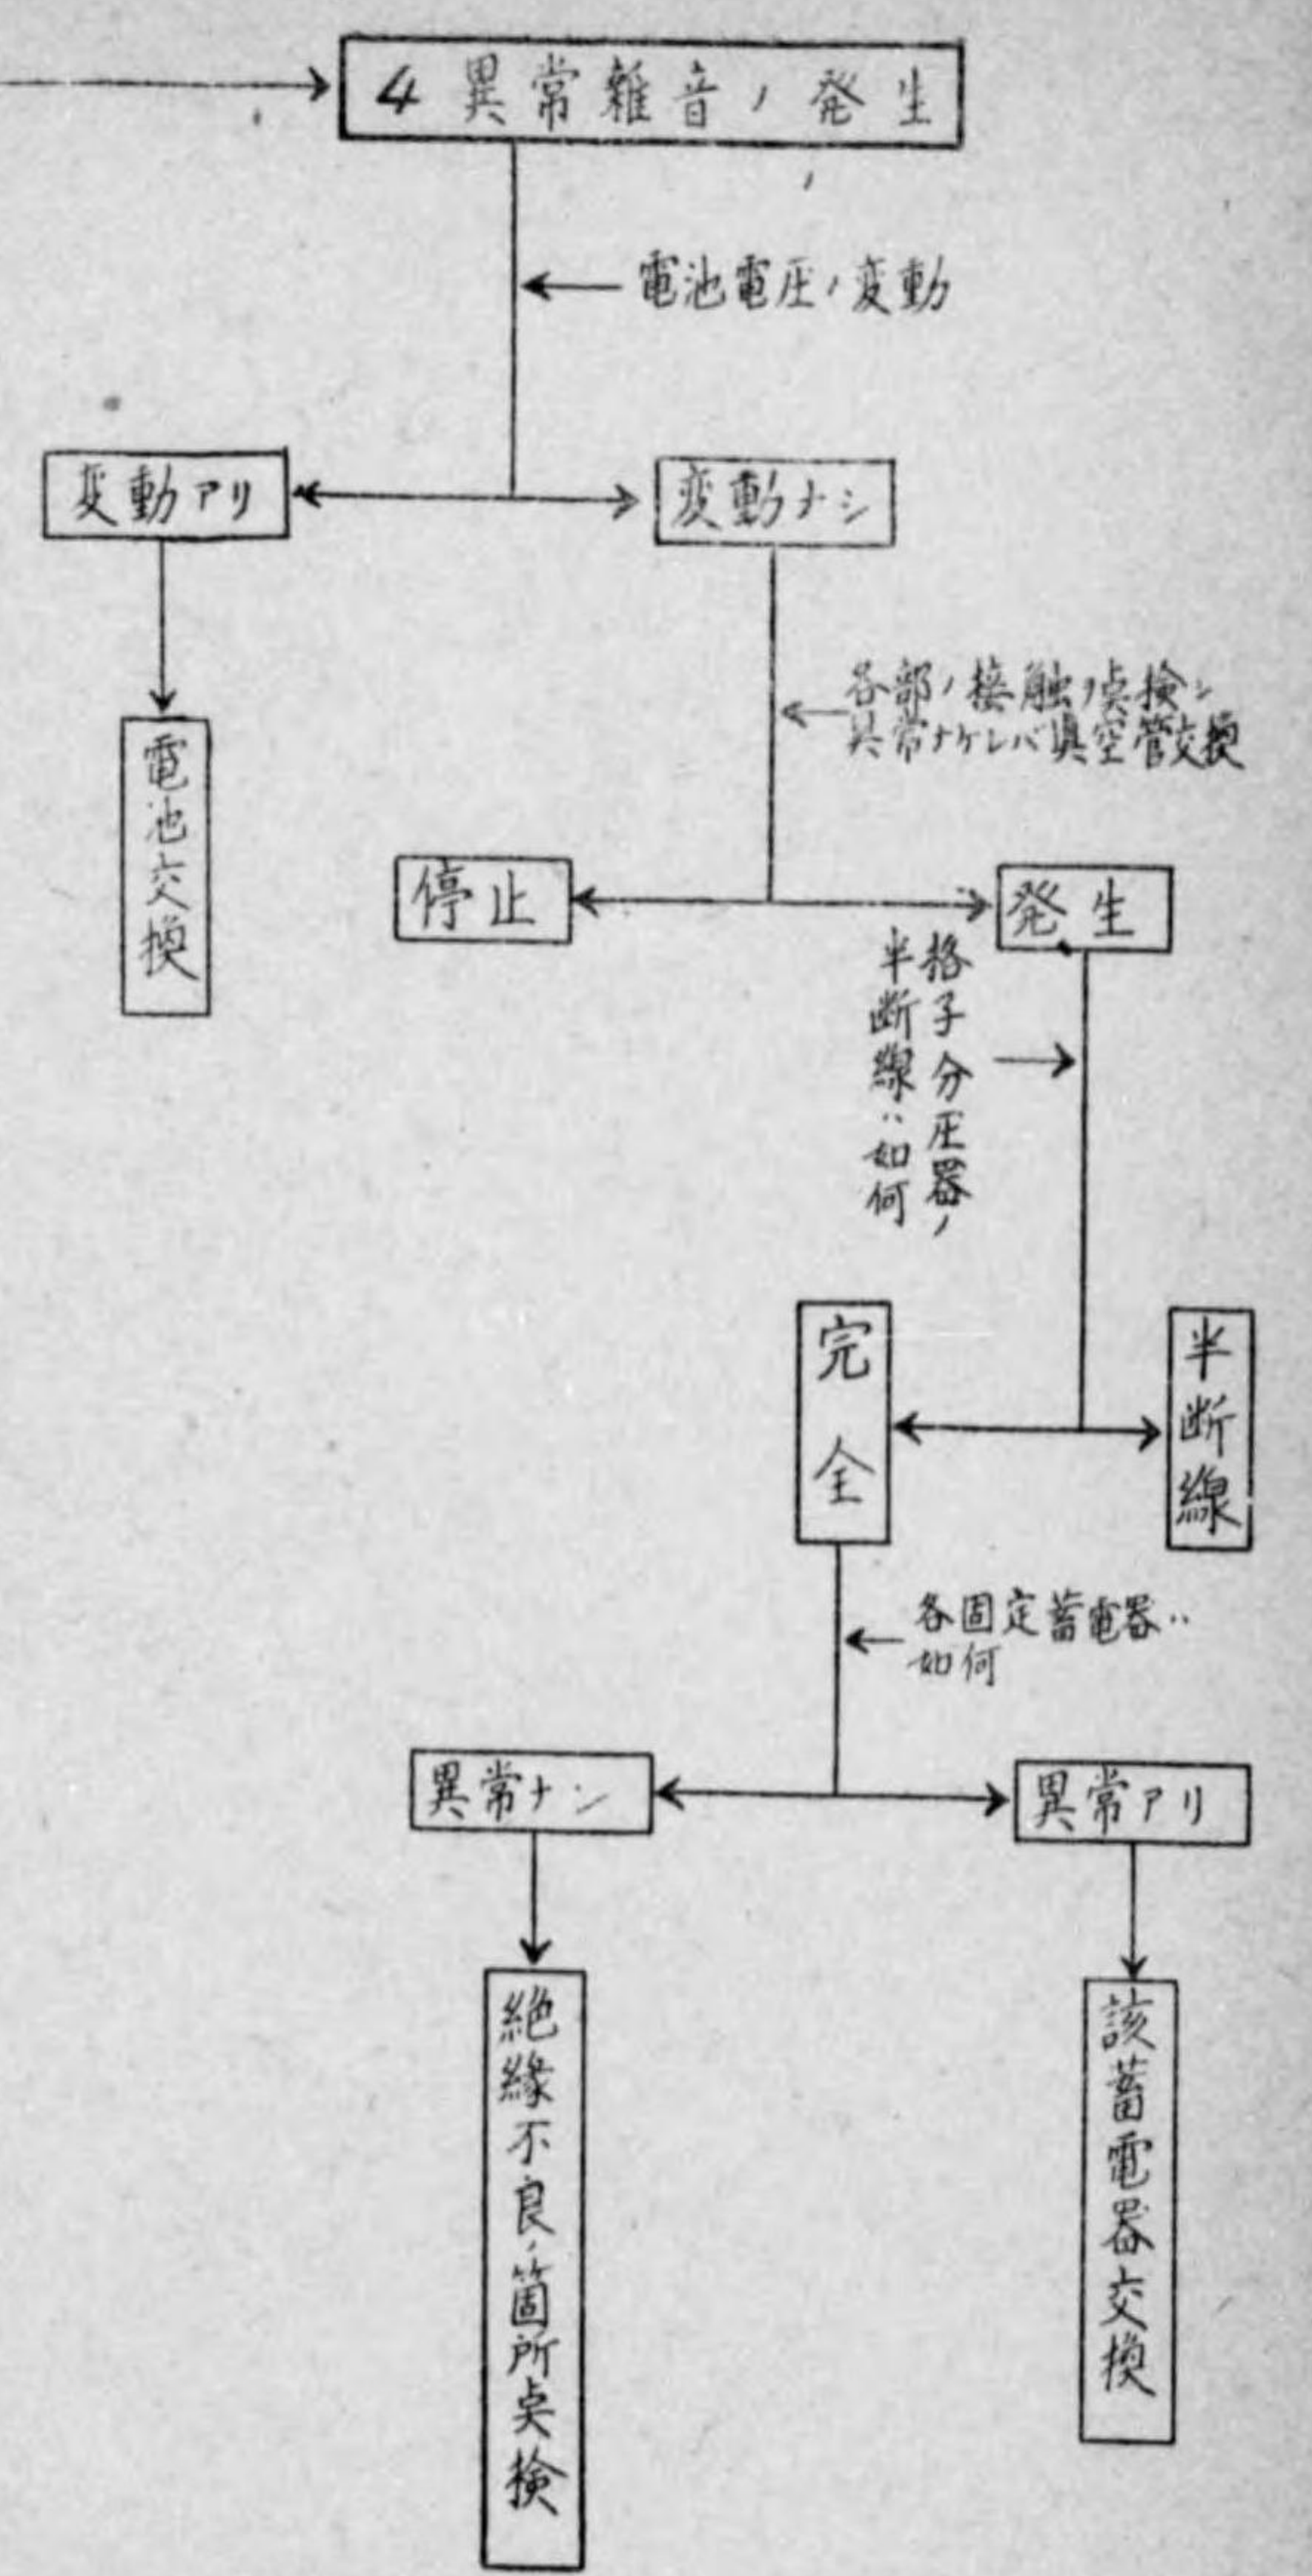 4 異常雑音ノ発生
電池電圧ノ変動
変動アリ
変動ナシ
電池交換
各部ノ接触ヲ点検シ
異常ナケレバ真空管交換
停止
発生
格子分圧器ノ
半断線ハ如何
完全
半断線
各固定蓄電器ハ
如何
異常ナシ
異常アリ
絶縁不良ノ箇所点検
該蓄電器交換